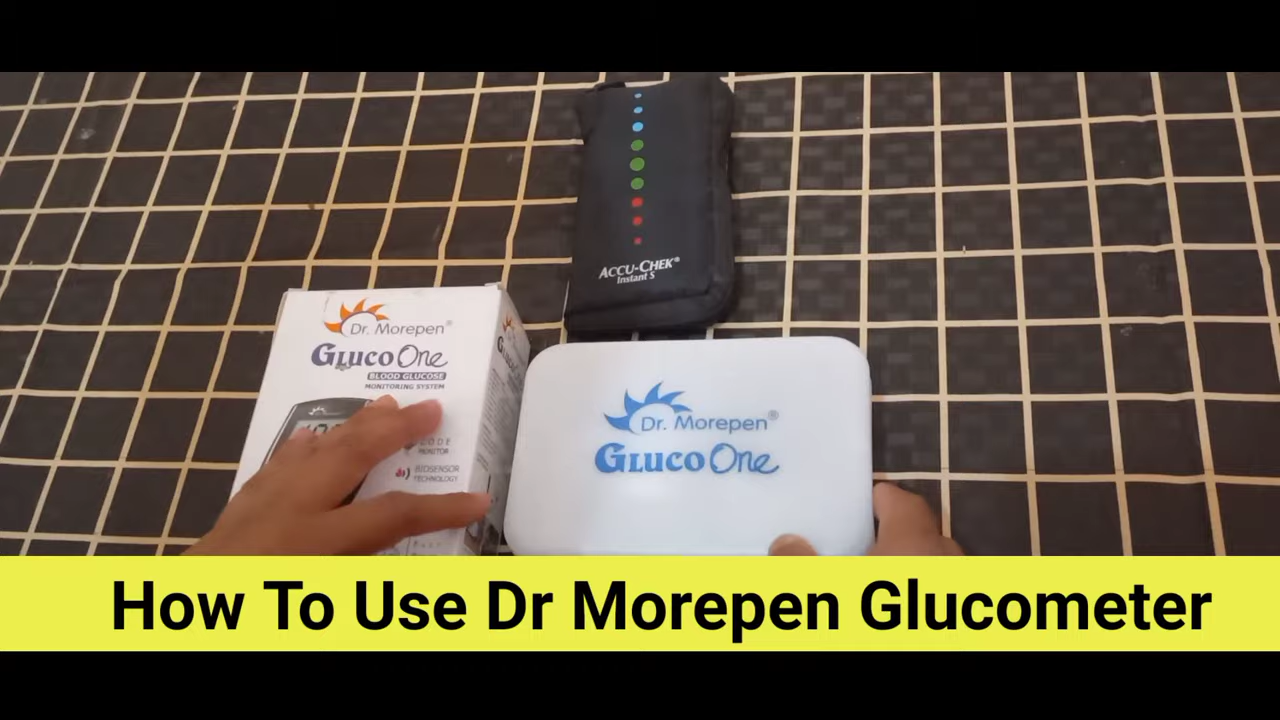 ACCU-CHEK®
Instant S
Dr. Morepen®
GLUCO One
BLOOD GLUCOSE
MONITORING SYSTEM
CODE
MONITOR
BIOSENSOR
TECHNOLOGY
Dr. Morepen®
GLUCO One
How To Use Dr Morepen Glucometer